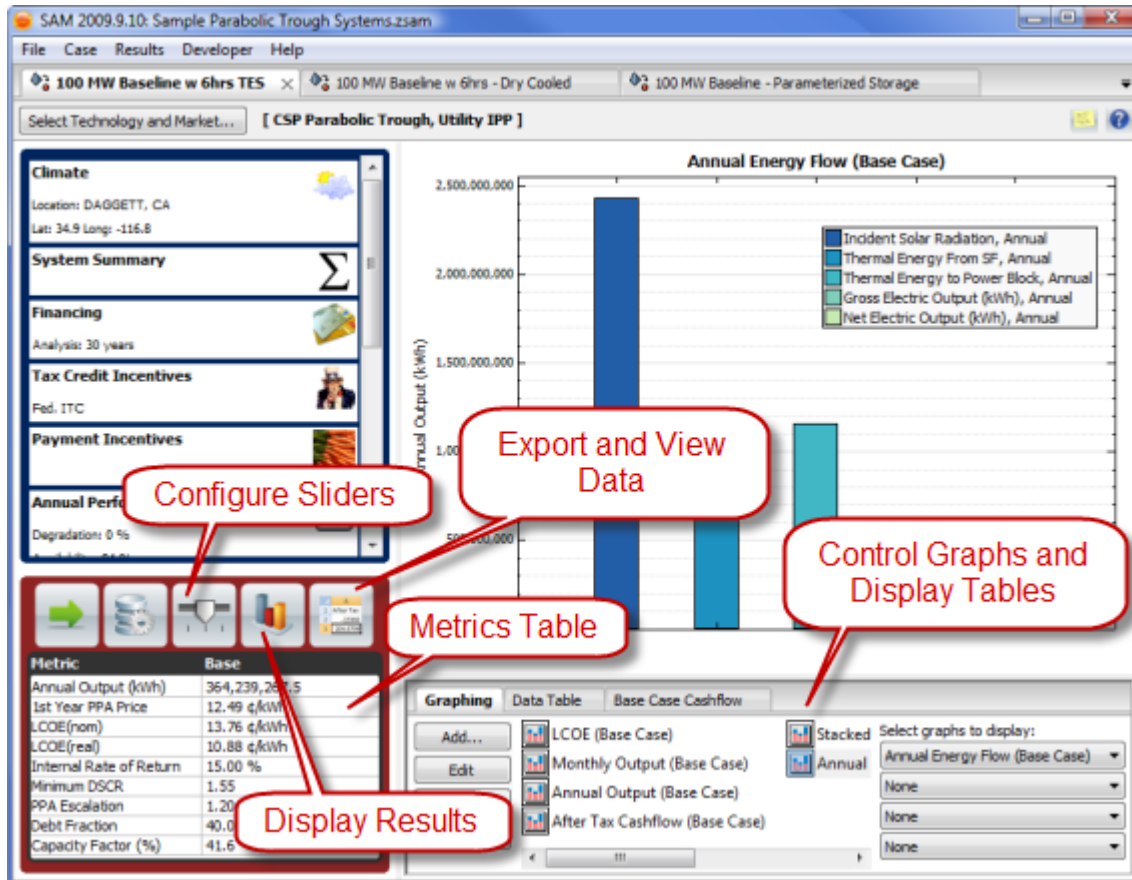 SAM 2009.9.10: Sample Parabolic Trough Systems.zsam
File Case Results Developer Help
100 MW Baseline w 6hrs TES
100 MW Baseline w 6hrs - Dry Cooled
100 MW Baseline - Parameterized Storage
Select Technology and Market...
[ CSP Parabolic Trough, Utility IPP ]
Climate
Location: DAGGETT, CA
Lat: 34.9 Long: -116.8
System Summary
Σ
Financing
Analysis: 30 years
Tax Credit Incentives
Fed. ITC
Payment Incentives
Annual
Degradation: 0 %
Configure Sliders
Export and View
Data
Metrics Table
Display Results
Control Graphs and
Display Tables
Annual Energy Flow (Base Case)
2,500,000,000
2,000,000,000
1,500,000,000
Annual Output (kWh)
Incident Solar Radiation, Annual
Thermal Energy From SF, Annual
Thermal Energy to Power Block, Annual
Gross Electric Output (kWh), Annual
Net Electric Output (kWh), Annual
Metric Base
Annual Output (kWh)
1st Year PPA Price 12.49 ¢/kWh
LCOE(nom) 13.76 ¢/kWh
LCOE(real) 10.88 ¢/kWh
Internal Rate of Return 15.00 %
Minimum DSCR 1.55
PPA Escalation 1.20
Debt Fraction 40.0
Capacity Factor (%) 41.6
Graphing
Data Table
Base Case Cashflow
Add...
Edit
LCOE (Base Case)
Monthly Output (Base Case)
Annual Output (Base Case)
After Tax Cashflow (Base Case)
Stacked
Annual
Select graphs to display:
Annual Energy Flow (Base Case)
None
None
None